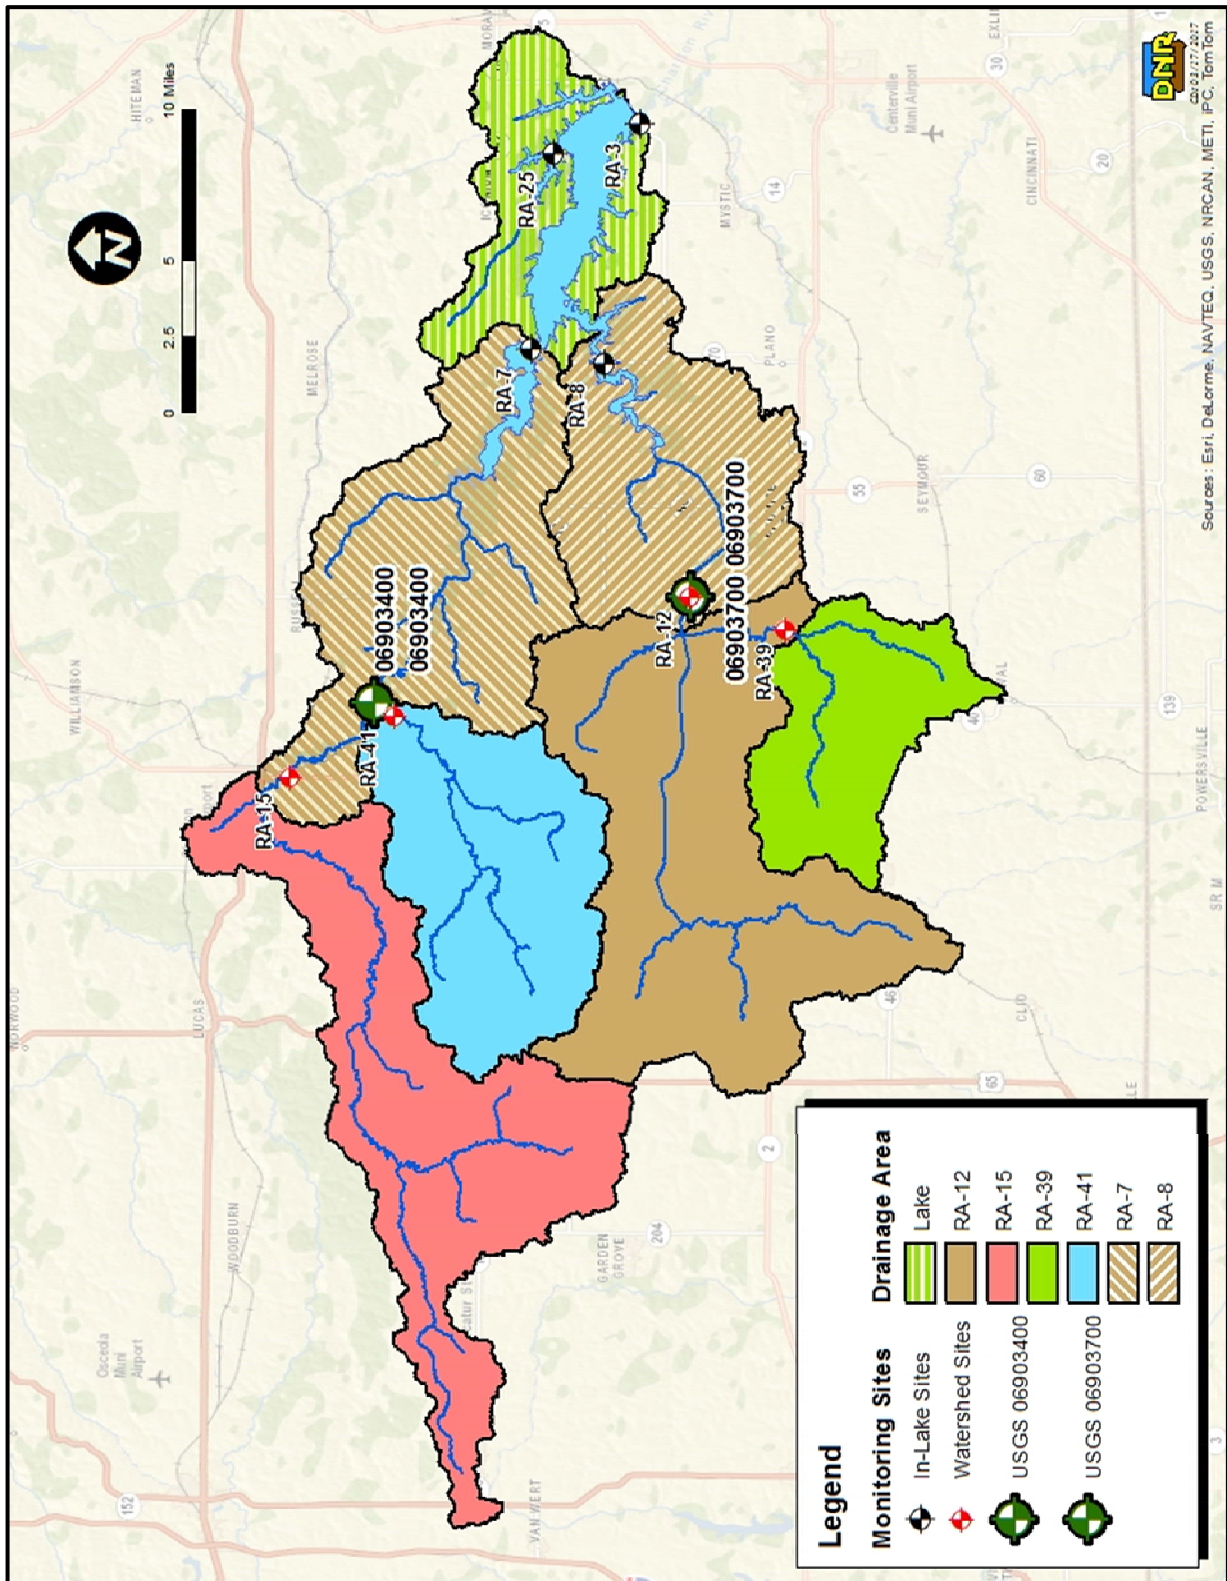 HITEMAN
MORAN
5
10 Miles
5
2.5
0
N
MELROSE
WILLIAMSON
NORWOOD
LUCAS
WOODBURN
Osceola
Muni
Airport
152
VAN WERT
GARDEN
GROVE
204
2
65
CLIO
46
SR M
POWERSVILLE
139
SEYMOUR
55
60
PLANO
MYSTIC
14
Centerville
Muni Airport
CINCINNATI
20
30
3
RA-25
RA-3
RA-7
RA-8
06903400
06903400
RA-41
RA-15
RA-12
06903700 06903700
RA-39
Legend
Monitoring Sites
In-Lake Sites
Watershed Sites
USGS 06903400
USGS 06903700
Drainage Area
Lake
RA-12
RA-15
RA-39
RA-41
RA-7
RA-8
DNR
Sources: Esri, DeLorme, NAVTEQ, USGS, NRCAN, METI, iPC, TomTom